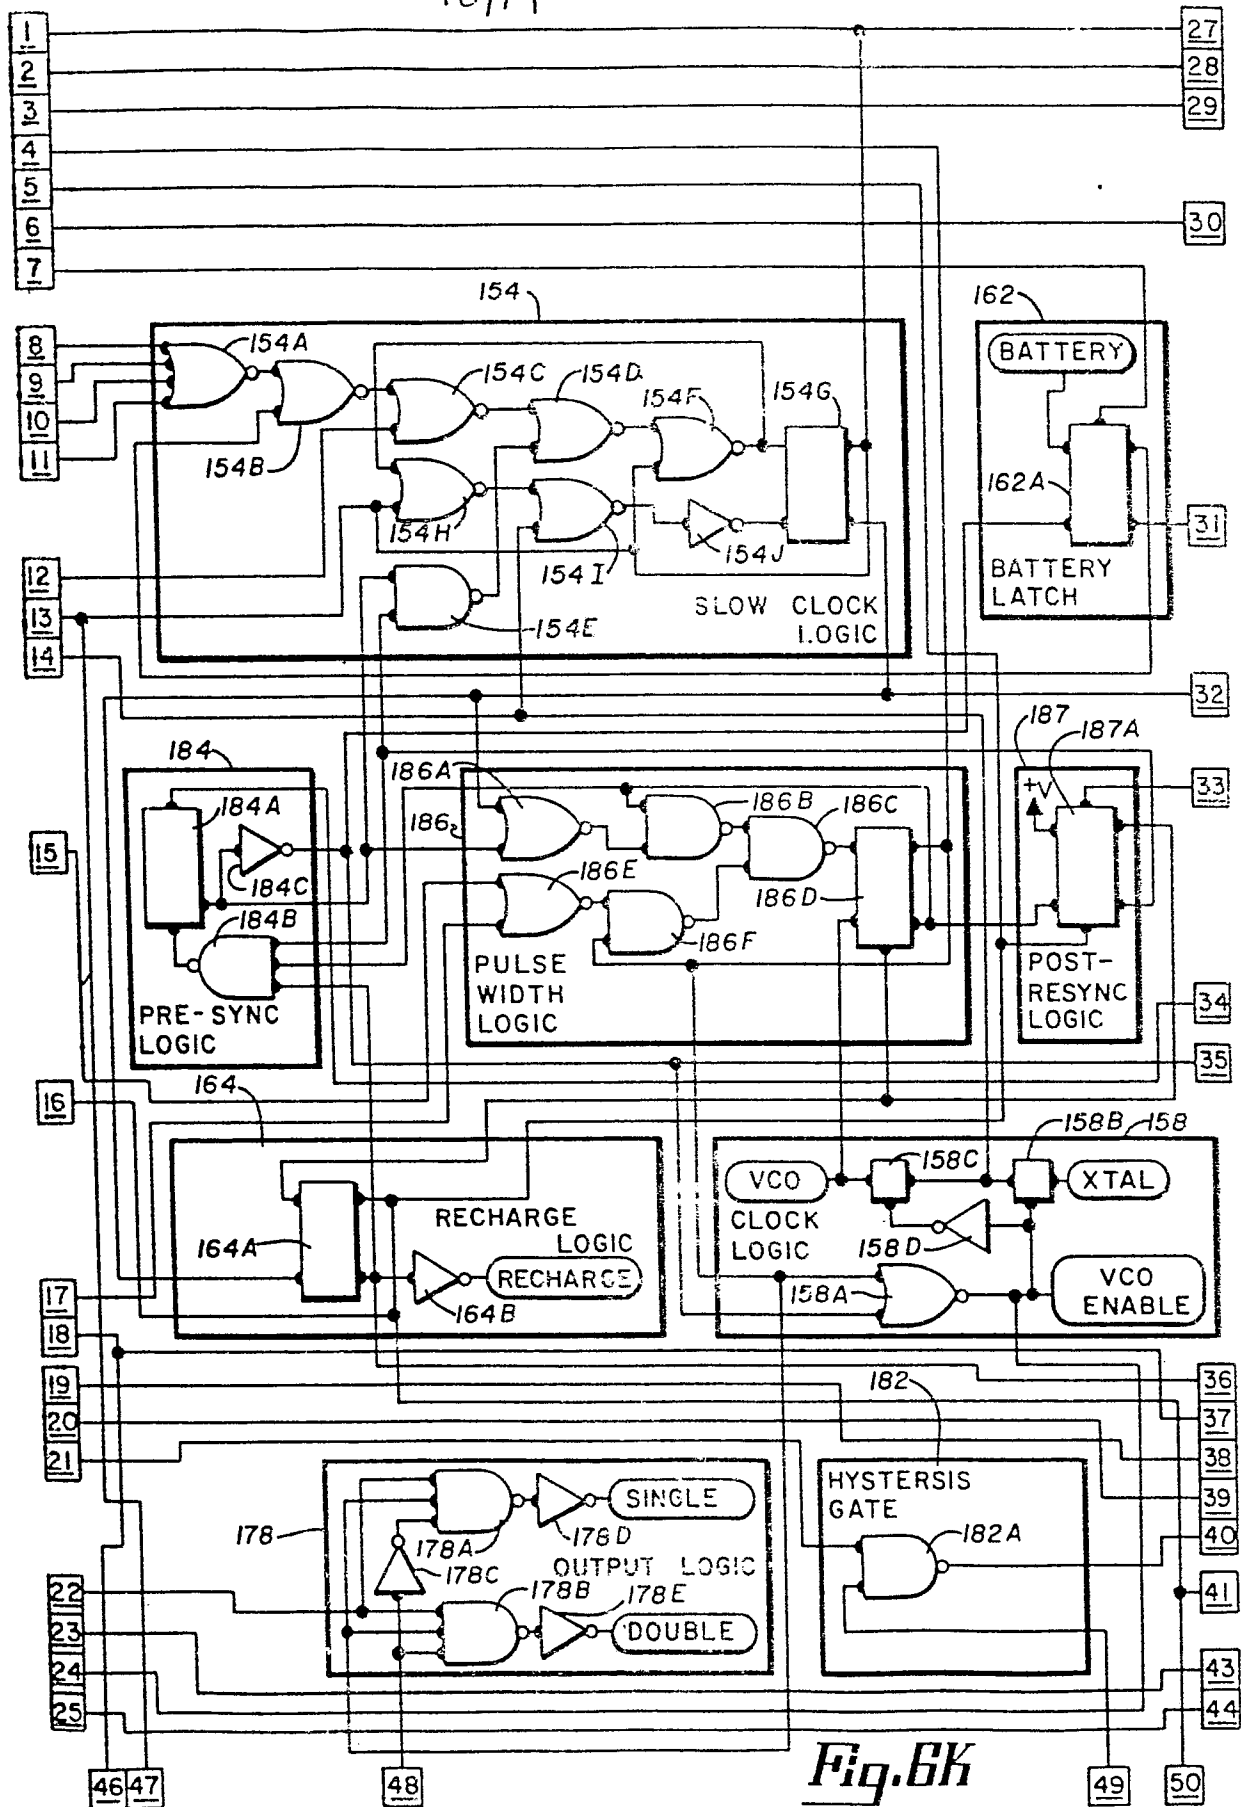 1 27
2 28
3 29
4
5
6 30
7
154 162
8 154A BATTERY
9 154C 154D 154F 154G
10
11 154B 162A
154H 154J 31
12 154I BATTERY
13 154E SLOW CLOCK LATCH
14 LOGIC
32
184 187
186A 187A
184A 186B 186C +V 33
186
15 184C 186E 186D
184B 186F
PULSE POST-
PRE-SYNC WIDTH RESYNC 34
LOGIC LOGIC LOGIC
35
16 164
158B 158
VCO 158C XTAL
RECHARGE CLOCK
LOGIC LOGIC 158D
164A RECHARGE VCO
17 164B 158A ENABLE
18
19 182 36
20 37
21 38
HYSTERSIS 39
SINGLE GATE
178 178A 178D 182A 40
178C OUTPUT LOGIC
22 178B 178E 41
23 DOUBLE
24 43
25 44
Fig.6K
46 47 48 49 50